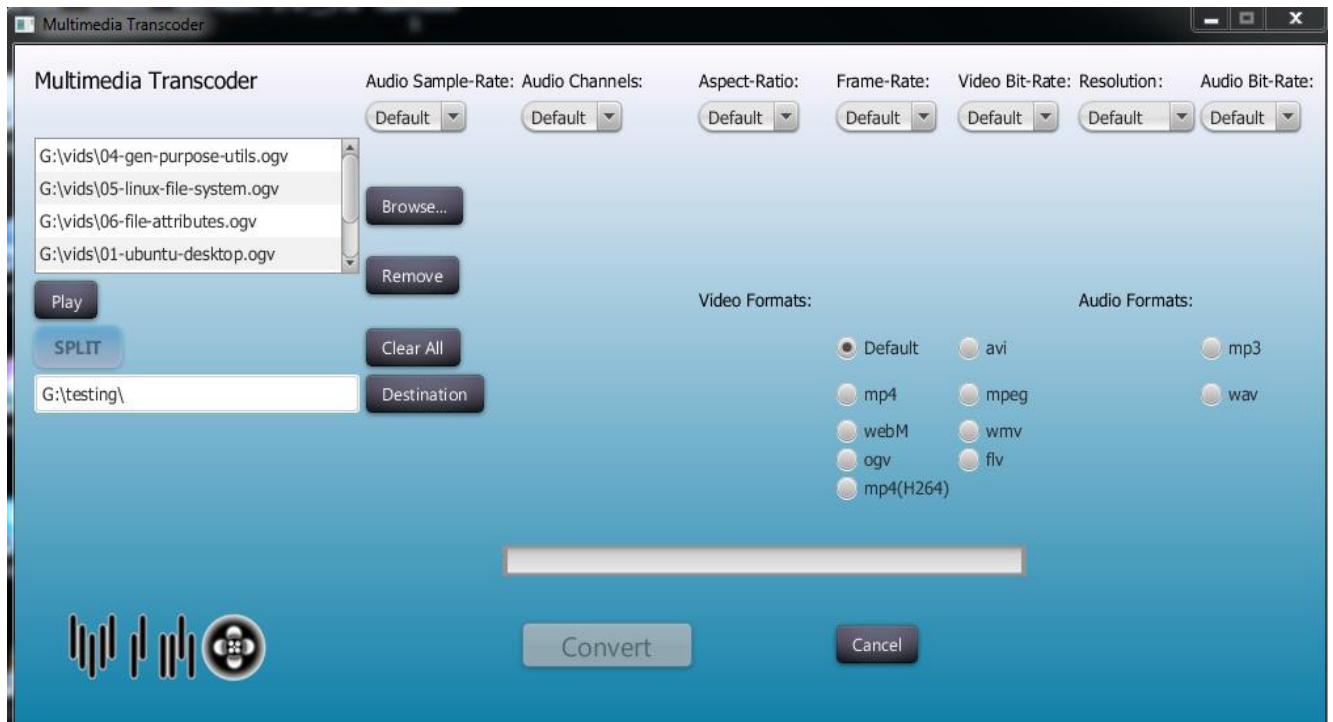 Multimedia Transcoder
Multimedia Transcoder
Audio Sample-Rate: Audio Channels: Aspect-Ratio: Frame-Rate: Video Bit-Rate: Resolution: Audio Bit-Rate:
Default Default Default Default Default Default Default
G:\vids\04-gen-purpose-utils.ogv
G:\vids\05-linux-file-system.ogv
G:\vids\06-file-attributes.ogv
G:\vids\01-ubuntu-desktop.ogv
Browse...
Remove
Play
SPLIT
Clear All
G:\testing\
Destination
Video Formats:
Default avi
mp4 mpeg
webM wmv
ogv flv
mp4(H264)
Audio Formats:
mp3
wav
Convert Cancel